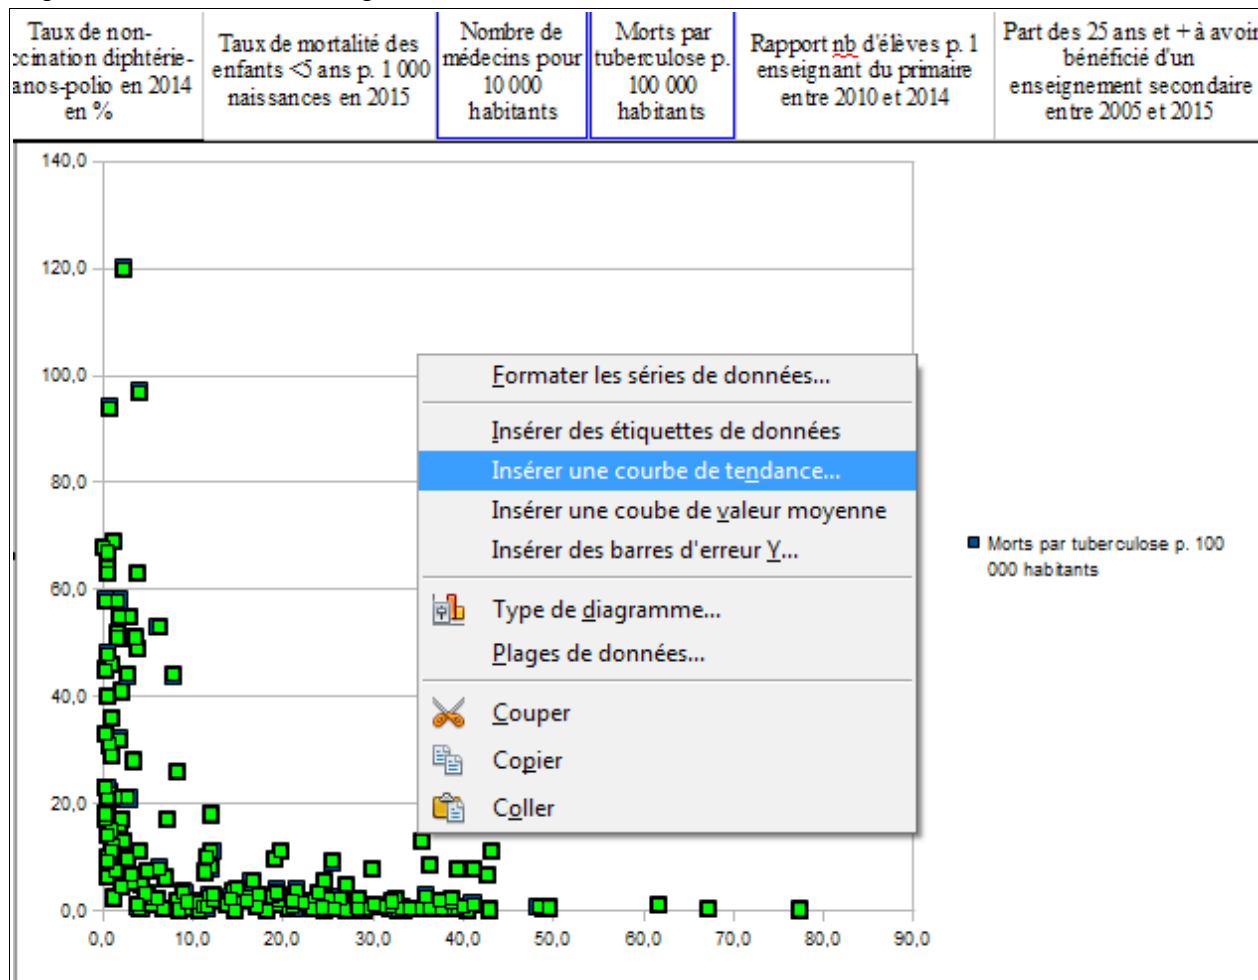 Taux de non-
ccination diphtérie-
anos-polio en 2014
en %
Taux de mortalité des
enfants <5 ans p. 1 000
naissances en 2015
Nombre de
médecins pour
10 000
habitants
Morts par
tuberculose p.
100 000
habitants
Rapport nb d'élèves p. 1
enseignant du primaire
entre 2010 et 2014
Part des 25 ans et + à avoir
bénéficié d'un
enseignement secondaire
entre 2005 et 2015
140,0
120,0
100,0
80,0
60,0
40,0
20,0
0,0
0,0 10,0 20,0 30,0 40,0 50,0 60,0 70,0 80,0 90,0
Formater les séries de données...
Insérer des étiquettes de données
Insérer une courbe de tendance...
Insérer une coube de valeur moyenne
Insérer des barres d'erreur Y...
Type de diagramme...
Plages de données...
Couper
Copier
Coller
Morts par tuberculose p. 100
000 habitants